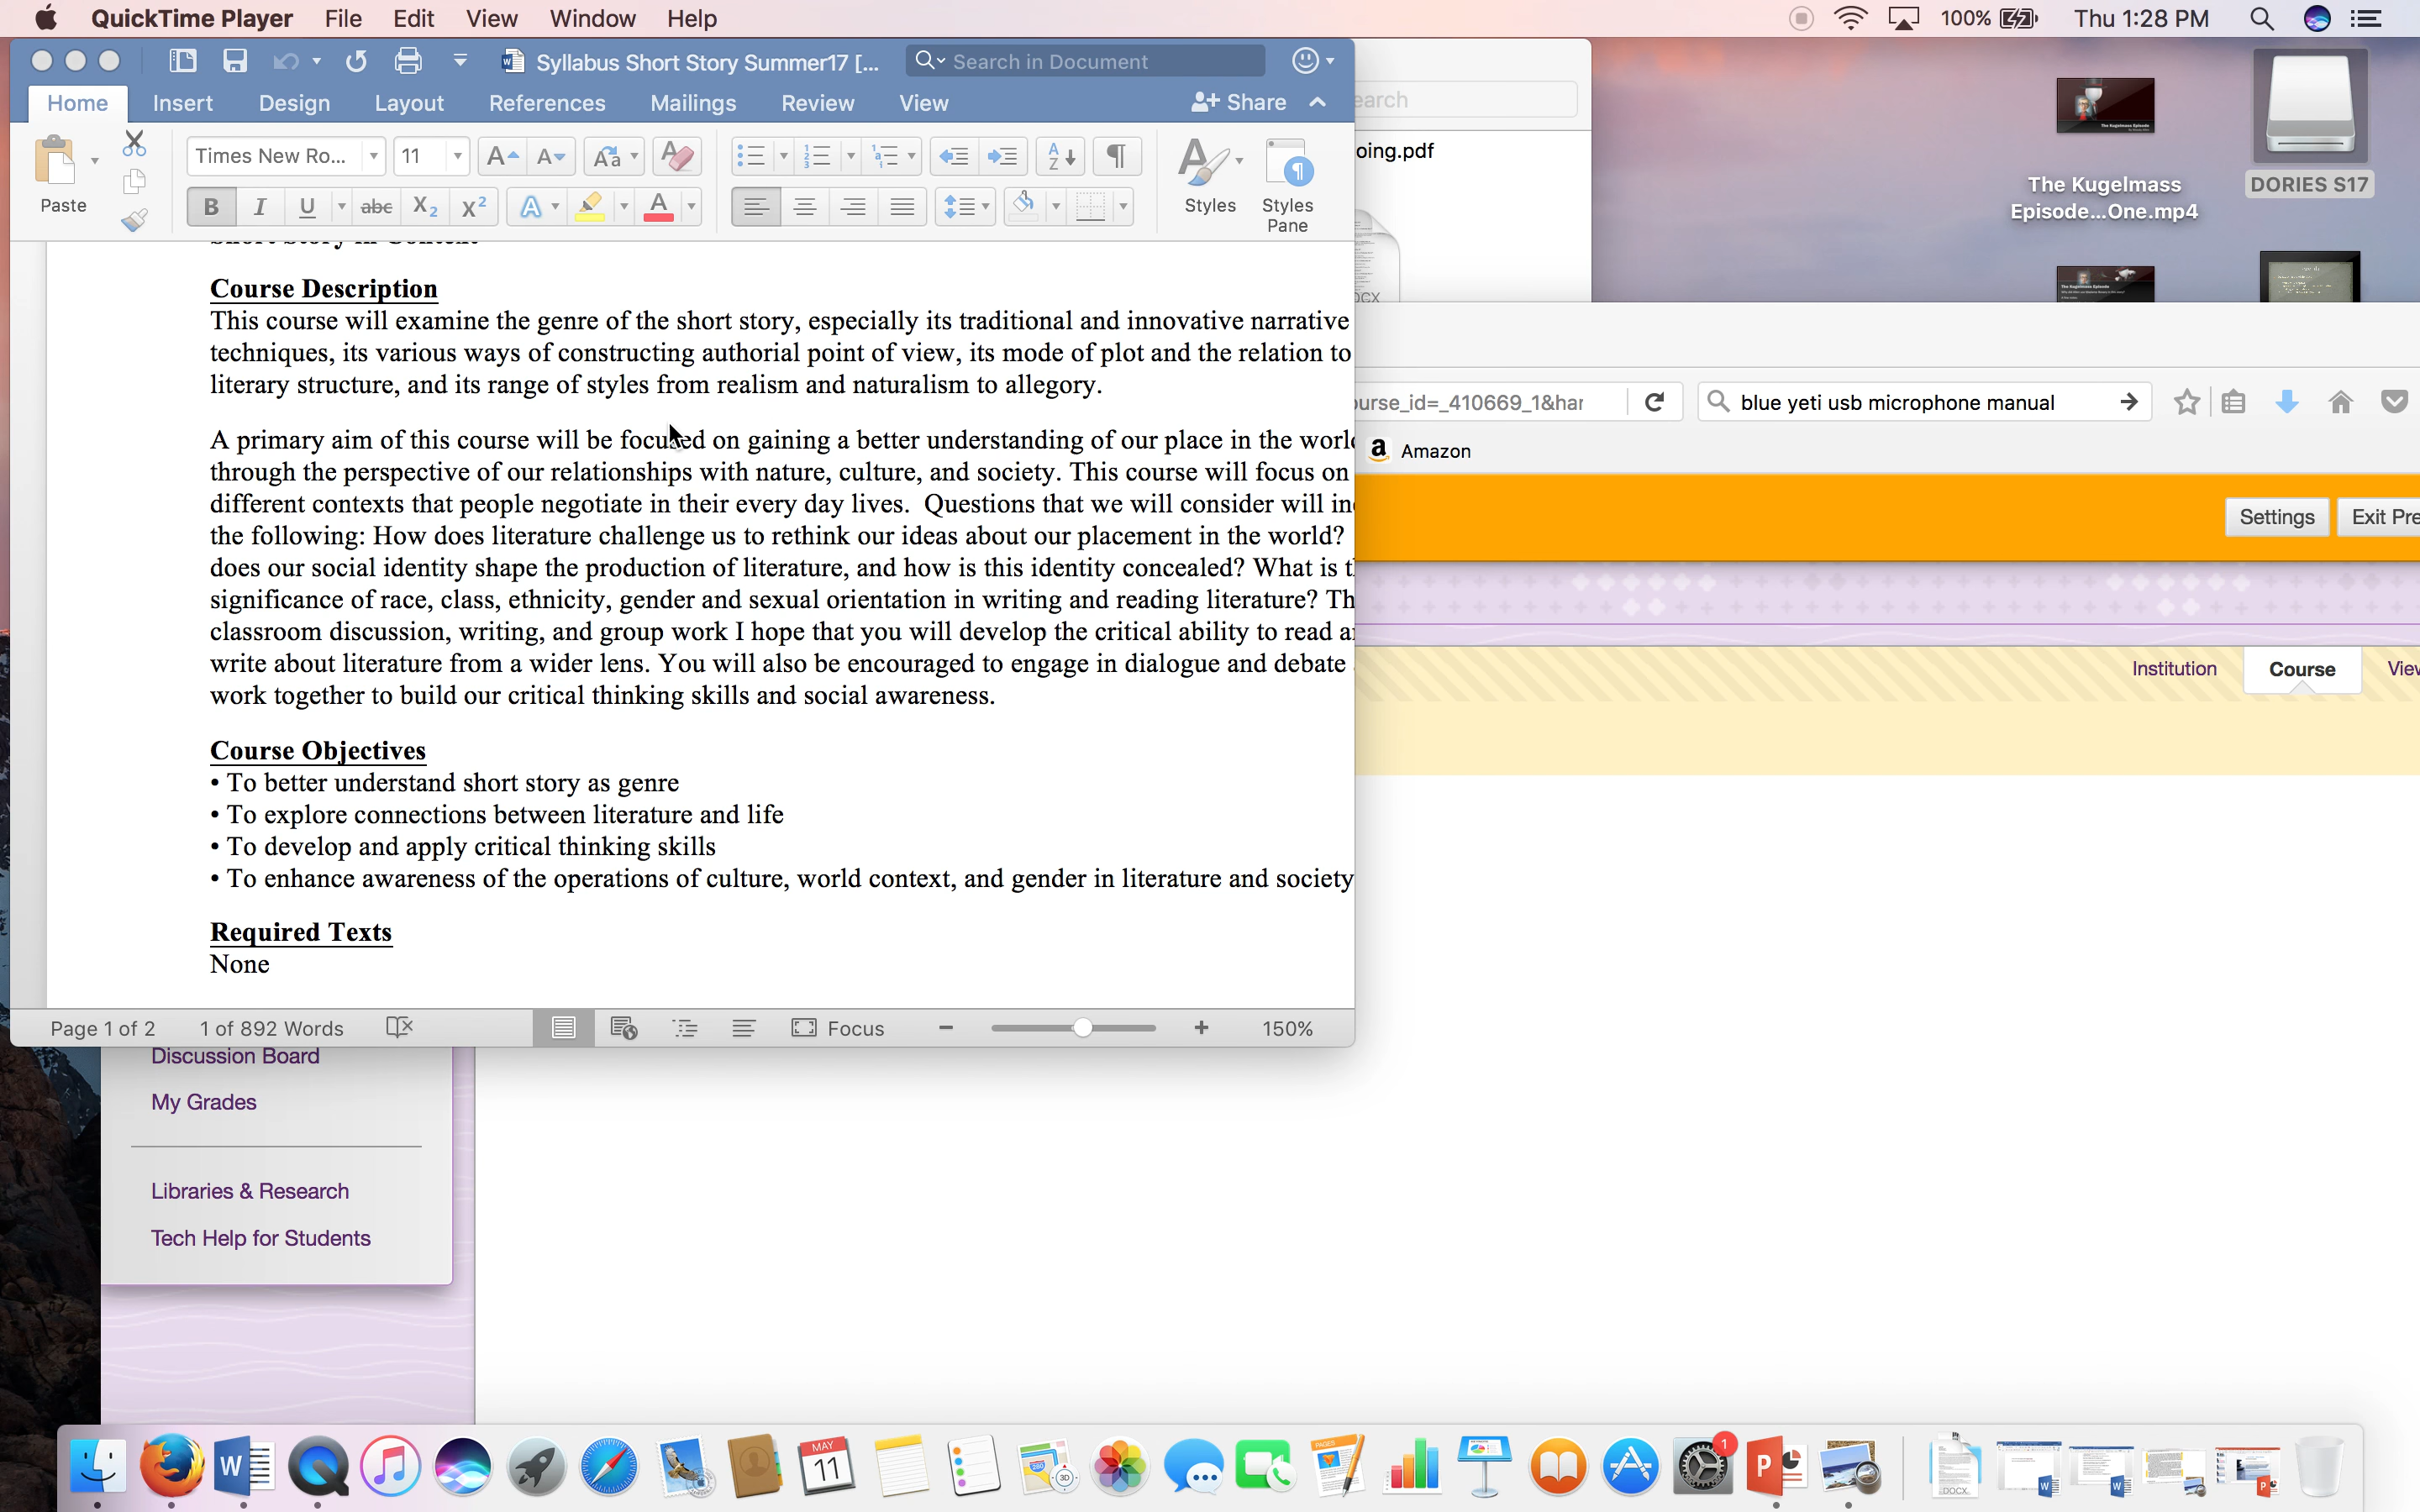 QuickTime Player File Edit View Window Help 100% Thu 1:28 PM
Syllabus Short Story Summer17 [... Search in Document
Home Insert Design Layout References Mailings Review View Share
Paste Times New Ro... 11 Styles Styles Pane
Short Story in Context
Course Description
This course will examine the genre of the short story, especially its traditional and innovative narrative
techniques, its various ways of constructing authorial point of view, its mode of plot and the relation to
literary structure, and its range of styles from realism and naturalism to allegory.
A primary aim of this course will be focused on gaining a better understanding of our place in the worl
through the perspective of our relationships with nature, culture, and society. This course will focus on
different contexts that people negotiate in their every day lives.  Questions that we will consider will in
the following: How does literature challenge us to rethink our ideas about our placement in the world?
does our social identity shape the production of literature, and how is this identity concealed? What is t
significance of race, class, ethnicity, gender and sexual orientation in writing and reading literature? Th
classroom discussion, writing, and group work I hope that you will develop the critical ability to read a
write about literature from a wider lens. You will also be encouraged to engage in dialogue and debate
work together to build our critical thinking skills and social awareness.
Course Objectives
• To better understand short story as genre
• To explore connections between literature and life
• To develop and apply critical thinking skills
• To enhance awareness of the operations of culture, world context, and gender in literature and society
Required Texts
None
Page 1 of 2 1 of 892 Words Focus 150%
earch
oing.pdf
OCX
The Kugelmass
Episode...One.mp4
DORIES S17
urse_id=_410669_1&har blue yeti usb microphone manual
Amazon
Settings Exit Pre
Institution Course View
Discussion Board
My Grades
Libraries & Research
Tech Help for Students
MAY
11
1
DOCX